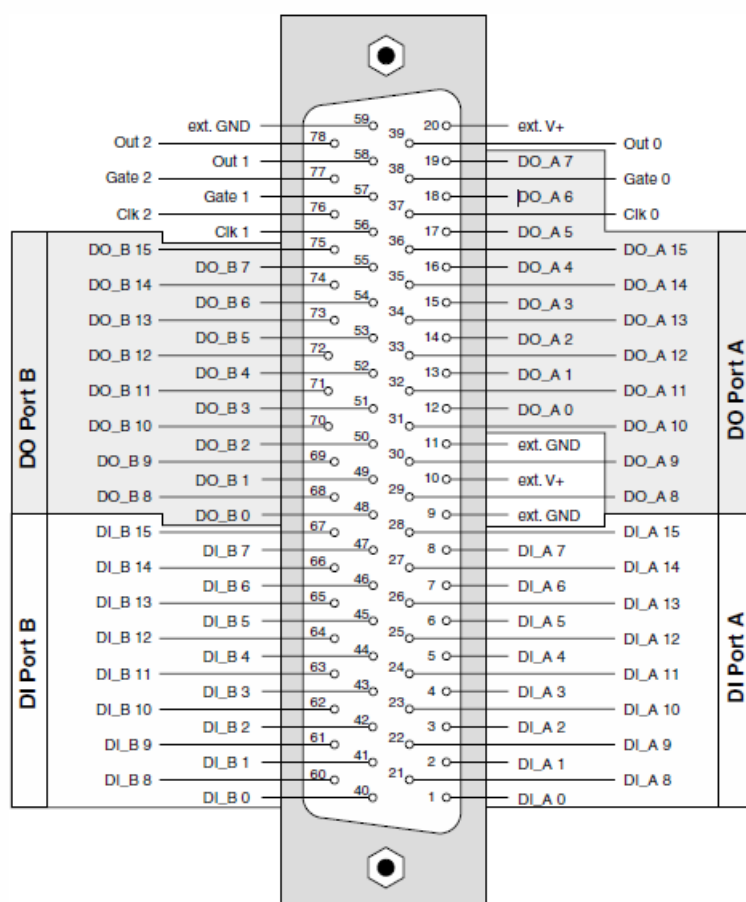 ext. GND 59 20 ext. V+
Out 2 78 39 Out 0
Out 1 58 19 DO_A 7
Gate 2 77 38 Gate 0
Gate 1 57 18 DO_A 6
Clk 2 76 37 Clk 0
Clk 1 56 17 DO_A 5
DO_B 15 75 36 DO_A 15
DO_B 7 55 16 DO_A 4
DO_B 14 74 35 DO_A 14
DO_B 6 54 15 DO_A 3
DO_B 13 73 34 DO_A 13
DO_B 5 53 14 DO_A 2
DO_B 12 72 33 DO_A 12
DO_B 4 52 13 DO_A 1
DO_B 11 71 32 DO_A 11
DO_B 3 51 12 DO_A 0
DO_B 10 70 31 DO_A 10
DO_B 2 50 11 ext. GND
DO_B 9 69 30 DO_A 9
DO_B 1 49 10 ext. V+
DO_B 8 68 29 DO_A 8
DO_B 0 48 9 ext. GND
DO Port B
DO Port A
DI_B 15 67 28 DI_A 15
DI_B 7 47 8 DI_A 7
DI_B 14 66 27 DI_A 14
DI_B 6 46 7 DI_A 6
DI_B 13 65 26 DI_A 13
DI_B 5 45 6 DI_A 5
DI_B 12 64 25 DI_A 12
DI_B 4 44 5 DI_A 4
DI_B 11 63 24 DI_A 11
DI_B 3 43 4 DI_A 3
DI_B 10 62 23 DI_A 10
DI_B 2 42 3 DI_A 2
DI_B 9 61 22 DI_A 9
DI_B 1 41 2 DI_A 1
DI_B 8 60 21 DI_A 8
DI_B 0 40 1 DI_A 0
DI Port B
DI Port A